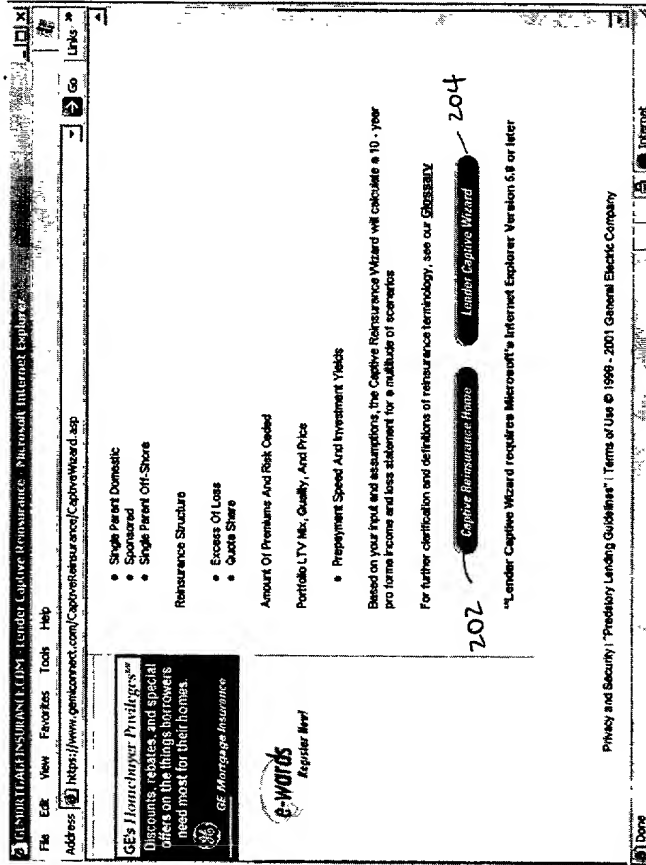 GEMORTGAGEINSURANCE.COM - Lender Captive Reinsurance - Microsoft Internet Explorer
File Edit View Favorites Tools Help
Address https://www.gemiconnect.com/CaptiveReinsurance/CaptiveWizard.asp Go Links »
GE's Homebuyer Privileges℠
Discounts, rebates, and special
offers on the things borrowers
need most for their homes.
GE Mortgage Insurance
e-wards
Register Now!
• Single Parent Domestic
• Sponsored
• Single Parent Off-Shore
Reinsurance Structure
• Excess Of Loss
• Quota Share
Amount Of Premiums And Risk Ceded
Portfolio LTV Mix, Quality, And Price
• Prepayment Speed And Investment Yields
Based on your input and assumptions, the Captive Reinsurance Wizard will calculate a 10 - year
pro forma income and loss statement for a multitude of scenarios
For further clarification and definitions of reinsurance terminology, see our Glossary
202 Captive Reinsurance Home Lender Captive Wizard 204
**Lender Captive Wizard requires Microsoft's Internet Explorer Version 5.0 or later
Privacy and Security | "Predatory Lending Guidelines" | Terms of Use © 1999 - 2001 General Electric Company
Done Internet